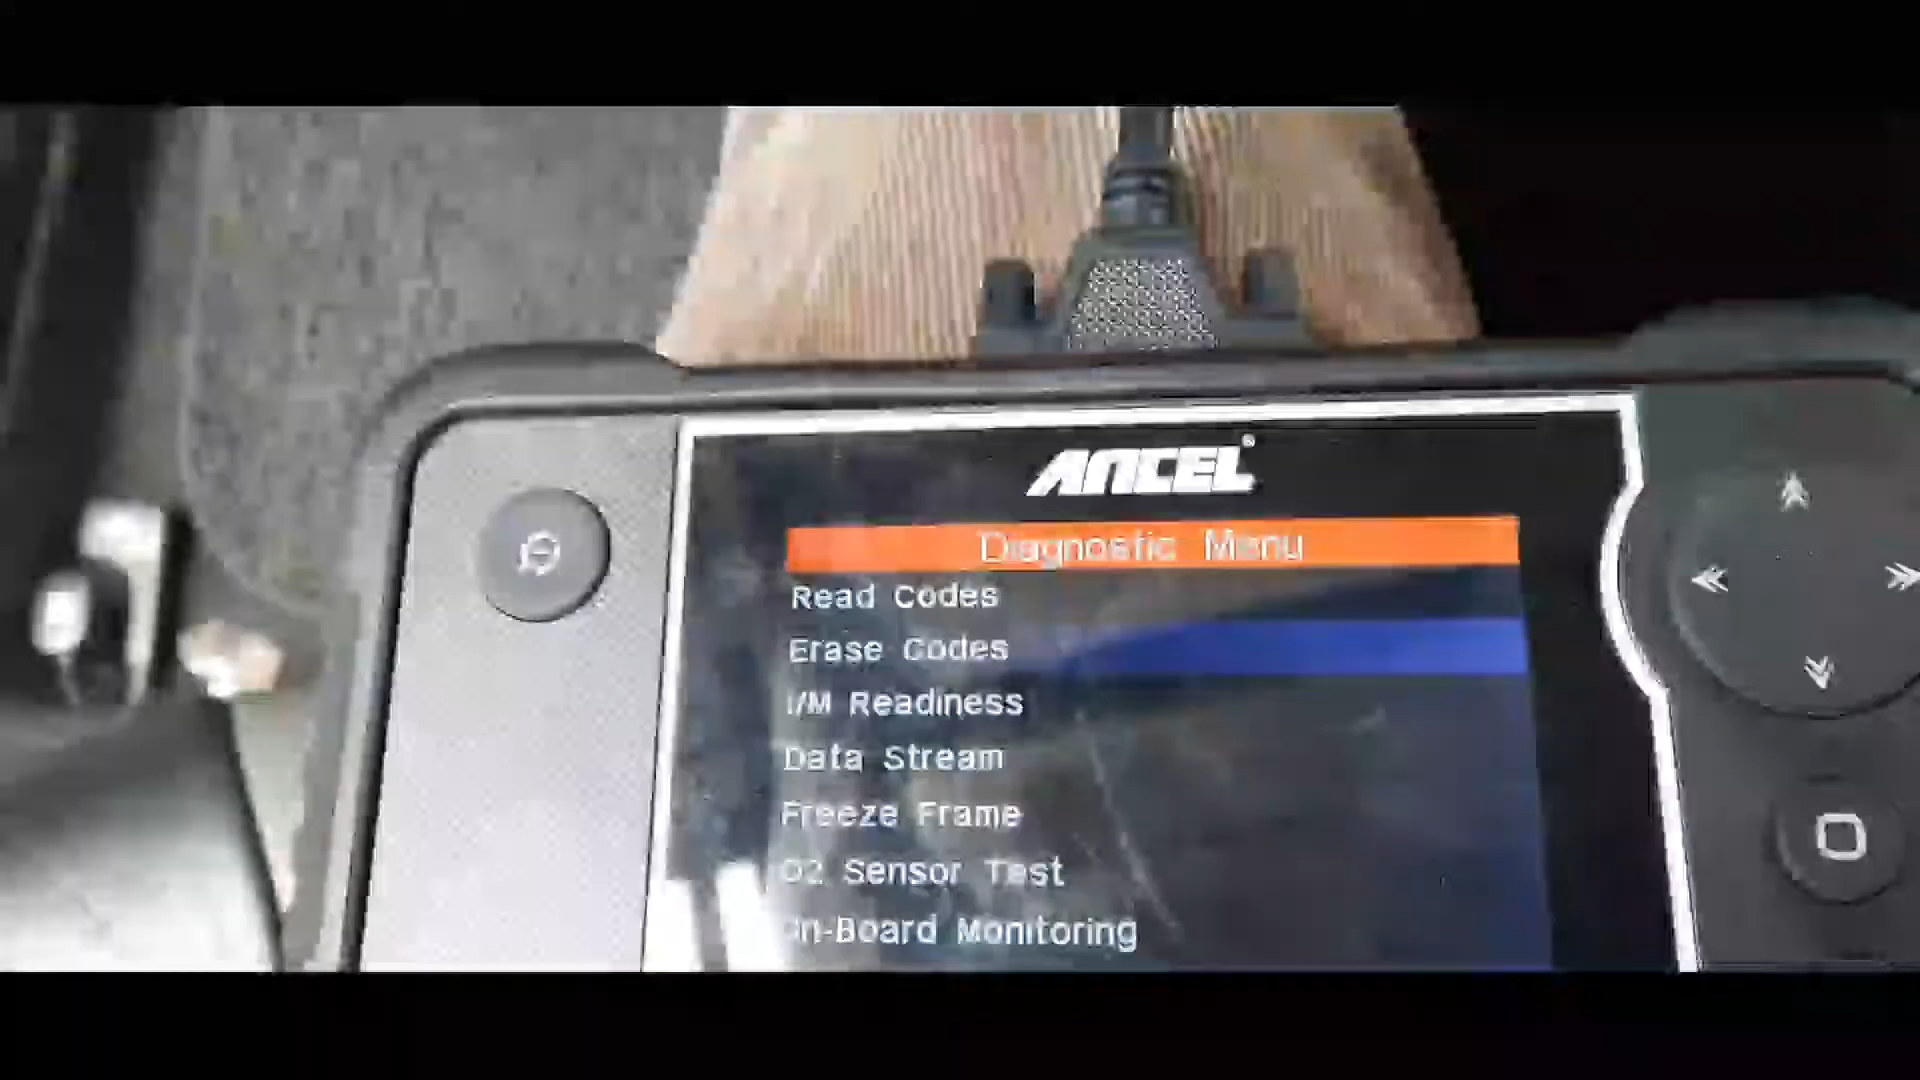 ANCEL®
Diagnostic Menu
Read Codes
Erase Codes
I/M Readiness
Data Stream
Freeze Frame
O2 Sensor Test
On-Board Monitoring